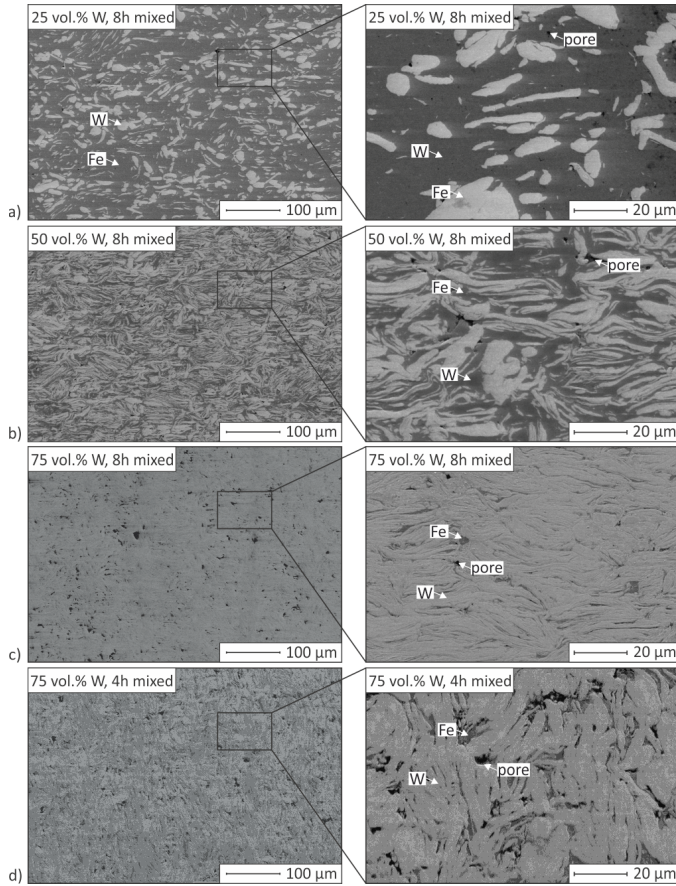 25 vol.% W, 8h mixed
25 vol.% W, 8h mixed
pore
W
W
Fe
Fe
a)
100 µm
20 µm
50 vol.% W, 8h mixed
50 vol.% W, 8h mixed
pore
Fe
W
b)
100 µm
20 µm
75 vol.% W, 8h mixed
75 vol.% W, 8h mixed
Fe
pore
W
c)
100 µm
20 µm
75 vol.% W, 4h mixed
75 vol.% W, 4h mixed
Fe
pore
W
d)
100 µm
20 µm